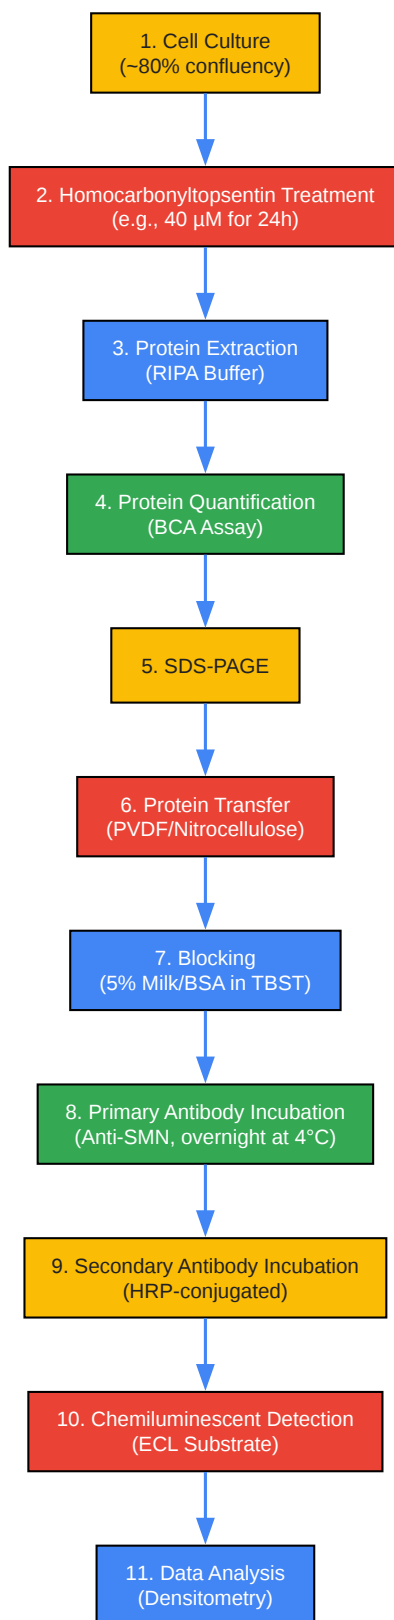 1. Cell Culture
(~80% confluency)
2. Homocarbonyltopsentin Treatment
(e.g., 40 µM for 24h)
3. Protein Extraction
(RIPA Buffer)
4. Protein Quantification
(BCA Assay)
5. SDS-PAGE
6. Protein Transfer
(PVDF/Nitrocellulose)
7. Blocking
(5% Milk/BSA in TBST)
8. Primary Antibody Incubation
(Anti-SMN, overnight at 4°C)
9. Secondary Antibody Incubation
(HRP-conjugated)
10. Chemiluminescent Detection
(ECL Substrate)
11. Data Analysis
(Densitometry)